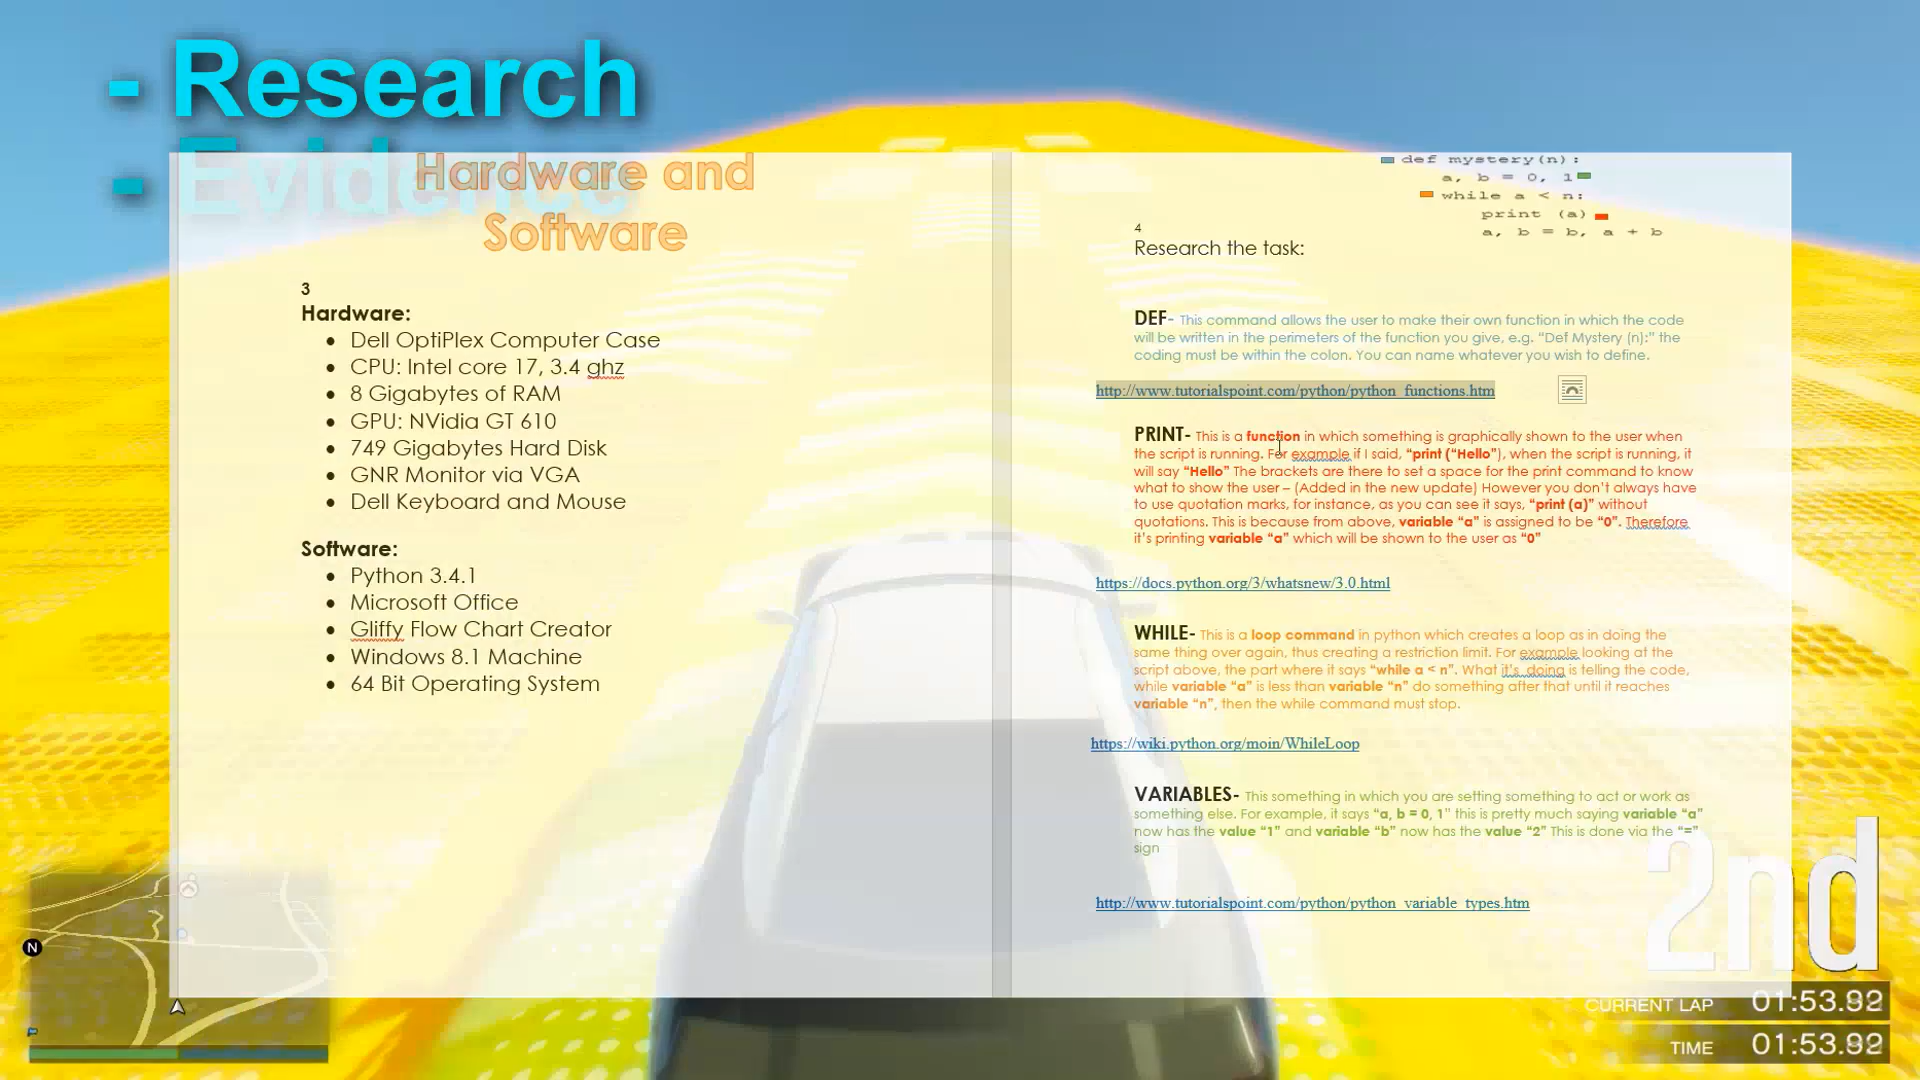 - Research
- Evidence
Hardware and
Software
3
Hardware:
• Dell OptiPlex Computer Case
• CPU: Intel core 17, 3.4 ghz
• 8 Gigabytes of RAM
• GPU: NVidia GT 610
• 749 Gigabytes Hard Disk
• GNR Monitor via VGA
• Dell Keyboard and Mouse
Software:
• Python 3.4.1
• Microsoft Office
• Gliffy Flow Chart Creator
• Windows 8.1 Machine
• 64 Bit Operating System
def mystery(n):
a, b = 0, 1
while a < n:
print (a)
a, b = b, a + b
4
Research the task:
DEF- This command allows the user to make their own function in which the code
will be written in the perimeters of the function you give, e.g. “Def Mystery (n):” the
coding must be within the colon. You can name whatever you wish to define.
http://www.tutorialspoint.com/python/python_functions.htm
PRINT- This is a function in which something is graphically shown to the user when
the script is running. For example if I said, “print (“Hello”), when the script is running, it
will say “Hello” The brackets are there to set a space for the print command to know
what to show the user – (Added in the new update) However you don’t always have
to use quotation marks, for instance, as you can see it says, “print (a)” without
quotations. This is because from above, variable “a” is assigned to be “0”. Therefore
it’s printing variable “a” which will be shown to the user as “0”
https://docs.python.org/3/whatsnew/3.0.html
WHILE- This is a loop command in python which creates a loop as in doing the
same thing over again, thus creating a restriction limit. For example looking at the
script above, the part where it says “while a < n”. What it’s doing is telling the code,
while variable “a” is less than variable “n” do something after that until it reaches
variable “n”, then the while command must stop.
https://wiki.python.org/moin/WhileLoop
VARIABLES- This something in which you are setting something to act or work as
something else. For example, it says “a, b = 0, 1” this is pretty much saying variable “a”
now has the value “1” and variable “b” now has the value “2” This is done via the “=”
sign
http://www.tutorialspoint.com/python/python_variable_types.htm
2nd
N
CURRENT LAP 01:53.92
TIME 01:53.92